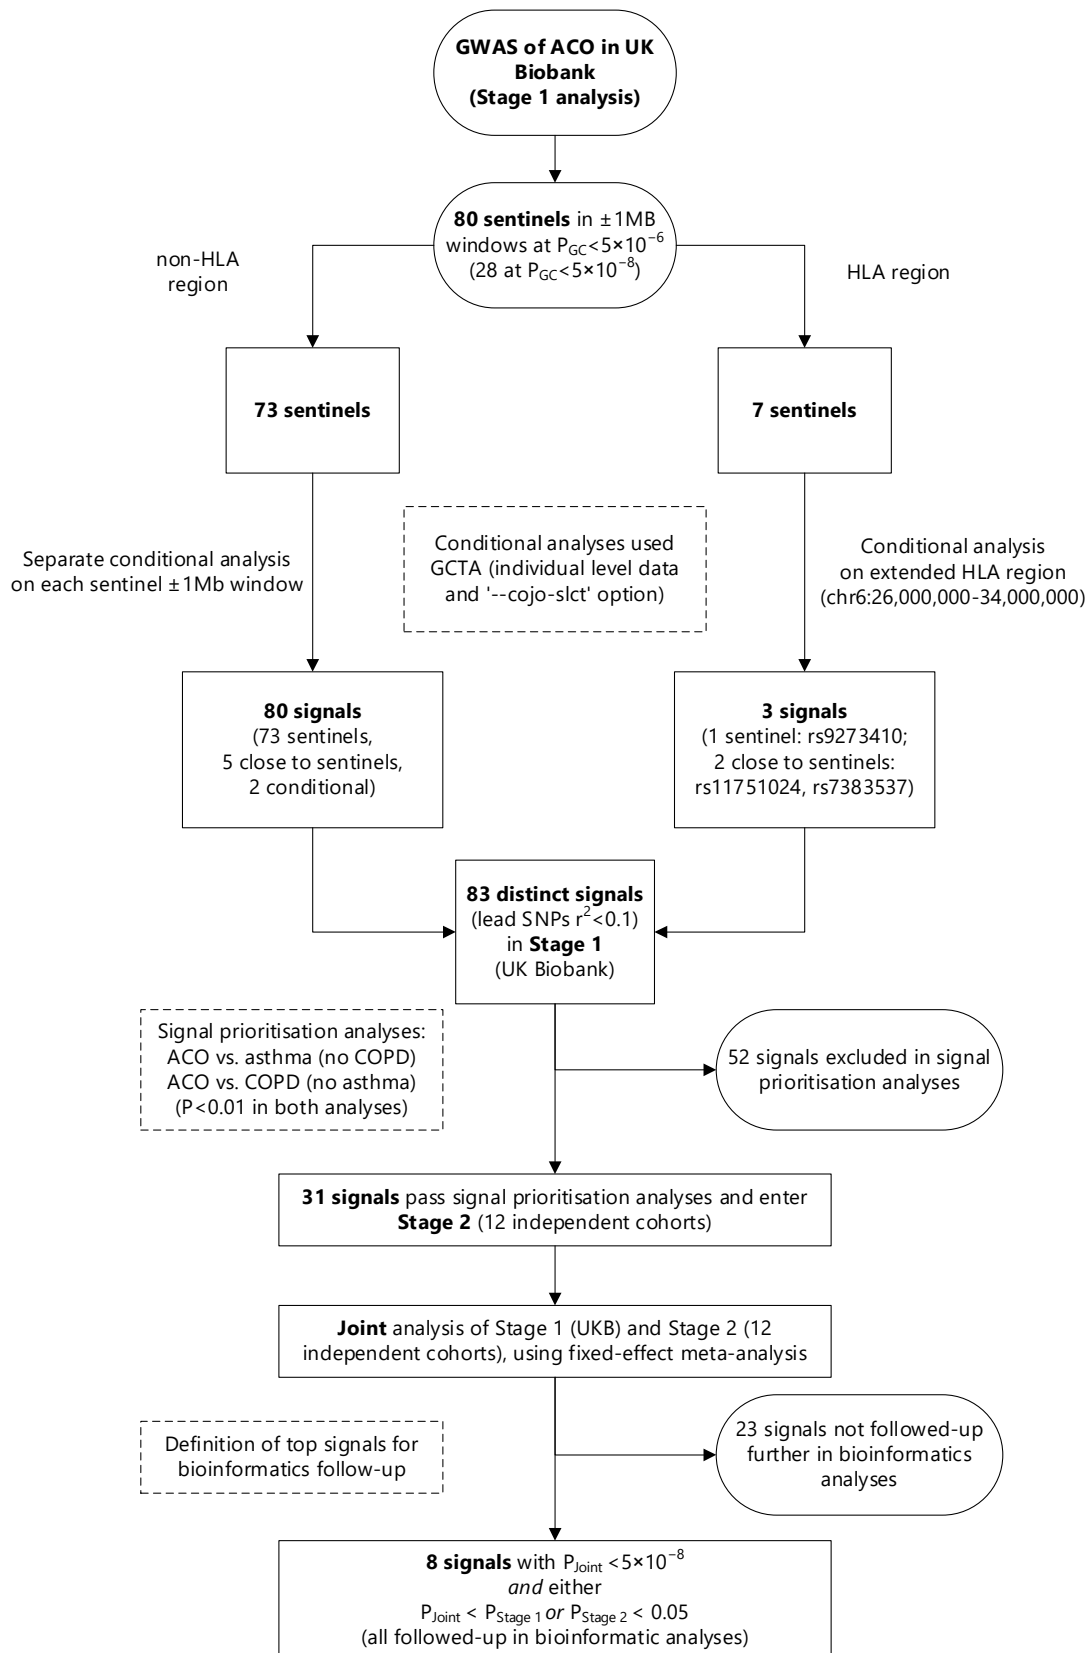 GWAS of ACO in UK
Biobank
(Stage 1 analysis)
80 sentinels in ±1MB
windows at P_GC<5×10⁻⁶
(28 at P_GC<5×10⁻⁸)
non-HLA
region
HLA region
73 sentinels
7 sentinels
Separate conditional analysis
on each sentinel ±1Mb window
Conditional analyses used
GCTA (individual level data
and '--cojo-slct' option)
Conditional analysis
on extended HLA region
(chr6:26,000,000-34,000,000)
80 signals
(73 sentinels,
5 close to sentinels,
2 conditional)
3 signals
(1 sentinel: rs9273410;
2 close to sentinels:
rs11751024, rs7383537)
83 distinct signals
(lead SNPs r²<0.1)
in Stage 1
(UK Biobank)
Signal prioritisation analyses:
ACO vs. asthma (no COPD)
ACO vs. COPD (no asthma)
(P<0.01 in both analyses)
52 signals excluded in signal
prioritisation analyses
31 signals pass signal prioritisation analyses and enter
Stage 2 (12 independent cohorts)
Joint analysis of Stage 1 (UKB) and Stage 2 (12
independent cohorts), using fixed-effect meta-analysis
Definition of top signals for
bioinformatics follow-up
23 signals not followed-up
further in bioinformatics
analyses
8 signals with P_Joint <5×10⁻⁸
and either
P_Joint < P_Stage 1 or P_Stage 2 < 0.05
(all followed-up in bioinformatic analyses)